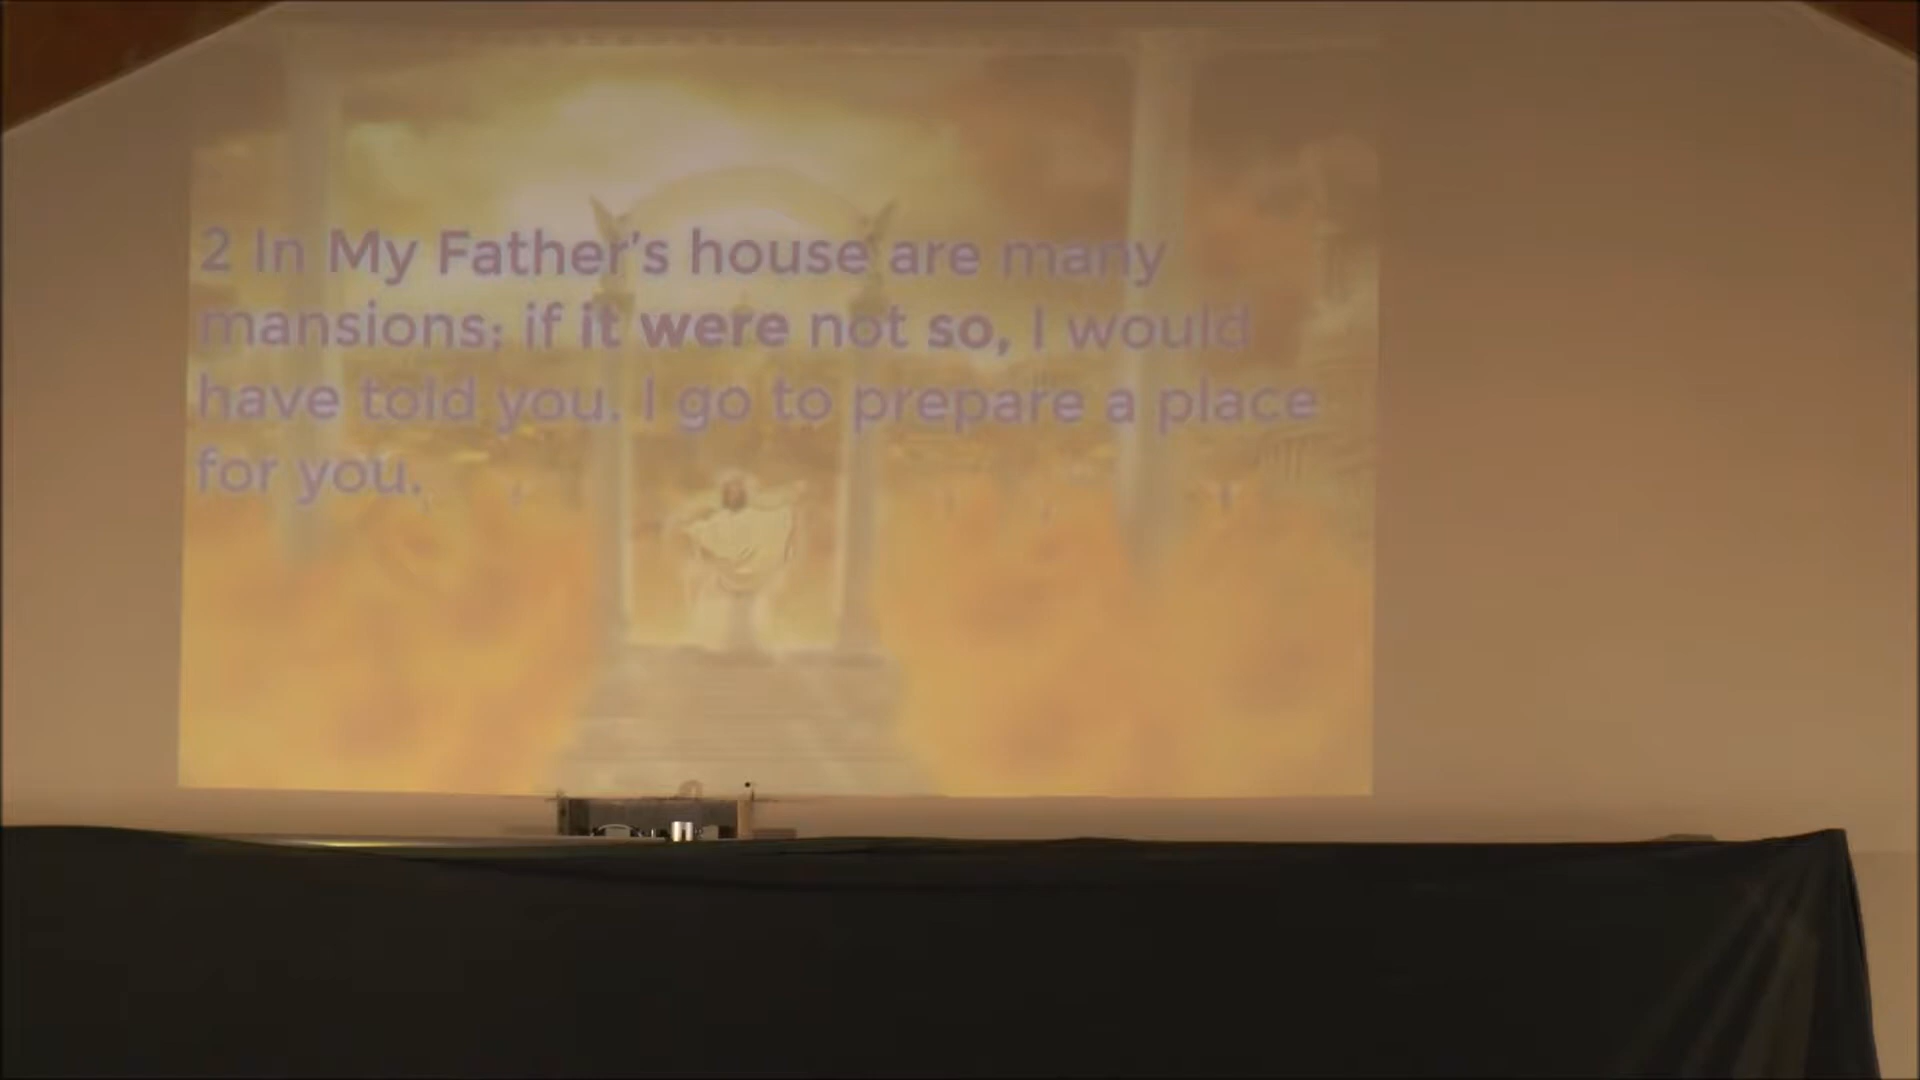 2 In My Father's house are many
mansions; if it were not so, I would
have told you. I go to prepare a place
for you.